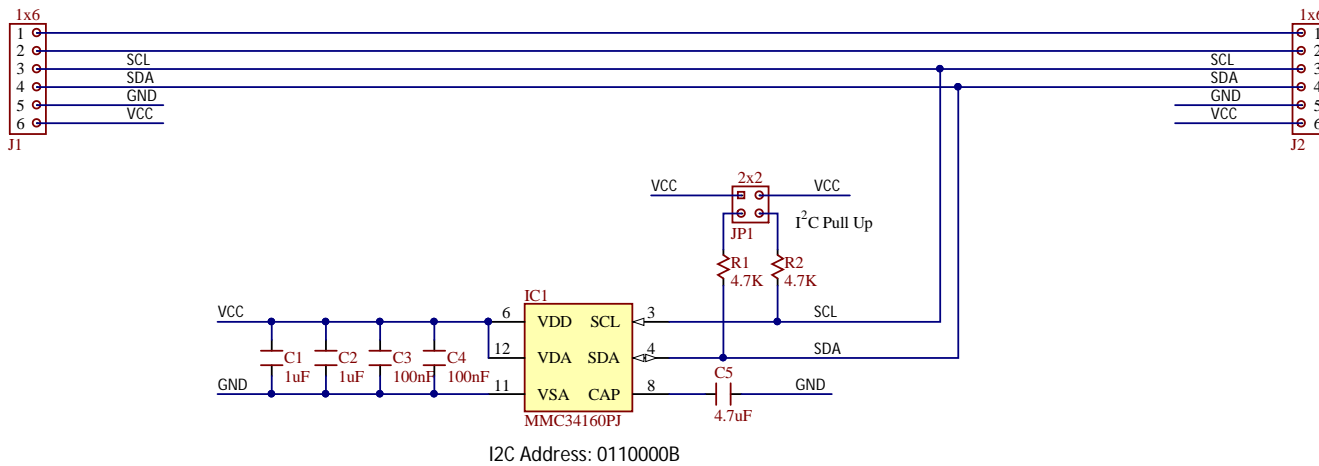 1x6
1x6
1
1
2
2
3
SCL
SCL
3
4
SDA
SDA
4
5
GND
GND
5
6
VCC
VCC
6
J1
J2
2x2
VCC
VCC
I2C Pull Up
JP1
R1
4.7K
R2
4.7K
IC1
VCC
6
VDD
SCL
3
SCL
C1
1uF
C2
1uF
C3
100nF
C4
100nF
12
VDA
SDA
4
SDA
C5
4.7uF
GND
11
VSA
CAP
8
GND
MMC34160PJ
I2C Address: 0110000B